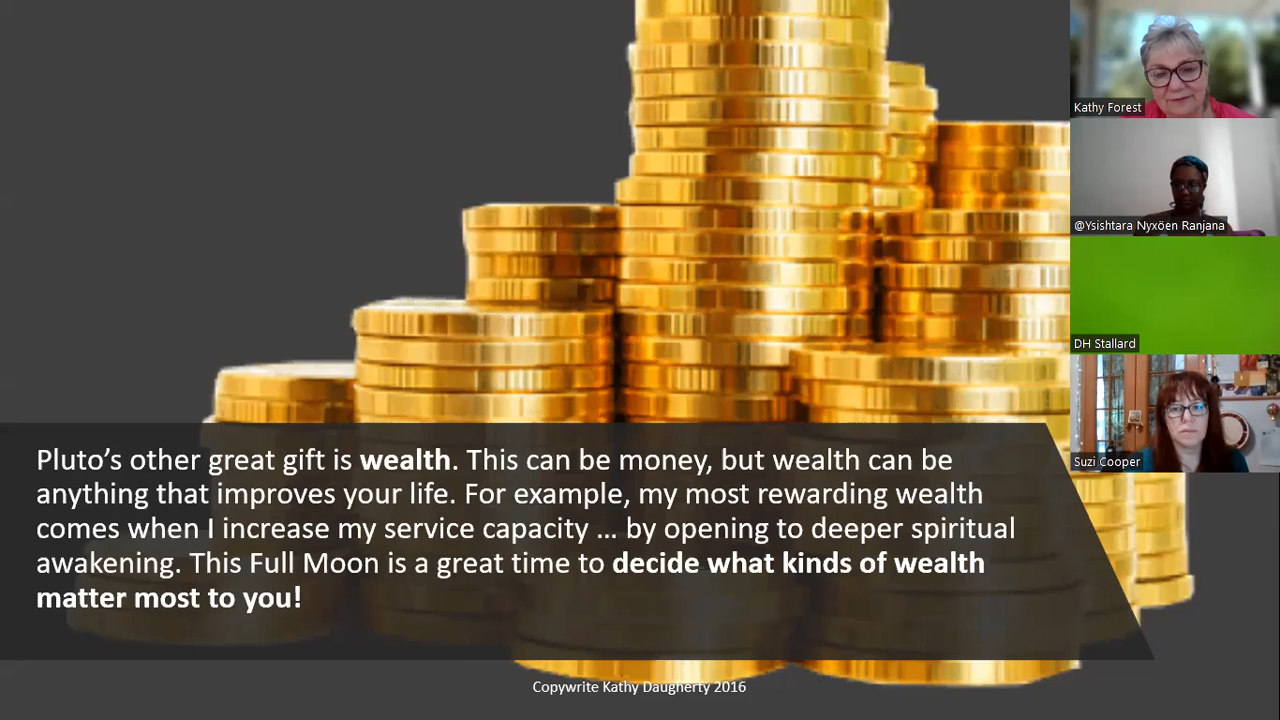 Pluto’s other great gift is wealth. This can be money, but wealth can be
anything that improves your life. For example, my most rewarding wealth
comes when I increase my service capacity … by opening to deeper spiritual
awakening. This Full Moon is a great time to decide what kinds of wealth
matter most to you!
Copywrite Kathy Daugherty 2016
Kathy Forest
@Ysishtara Nyxöen Ranjana
DH Stallard
Suzi Cooper